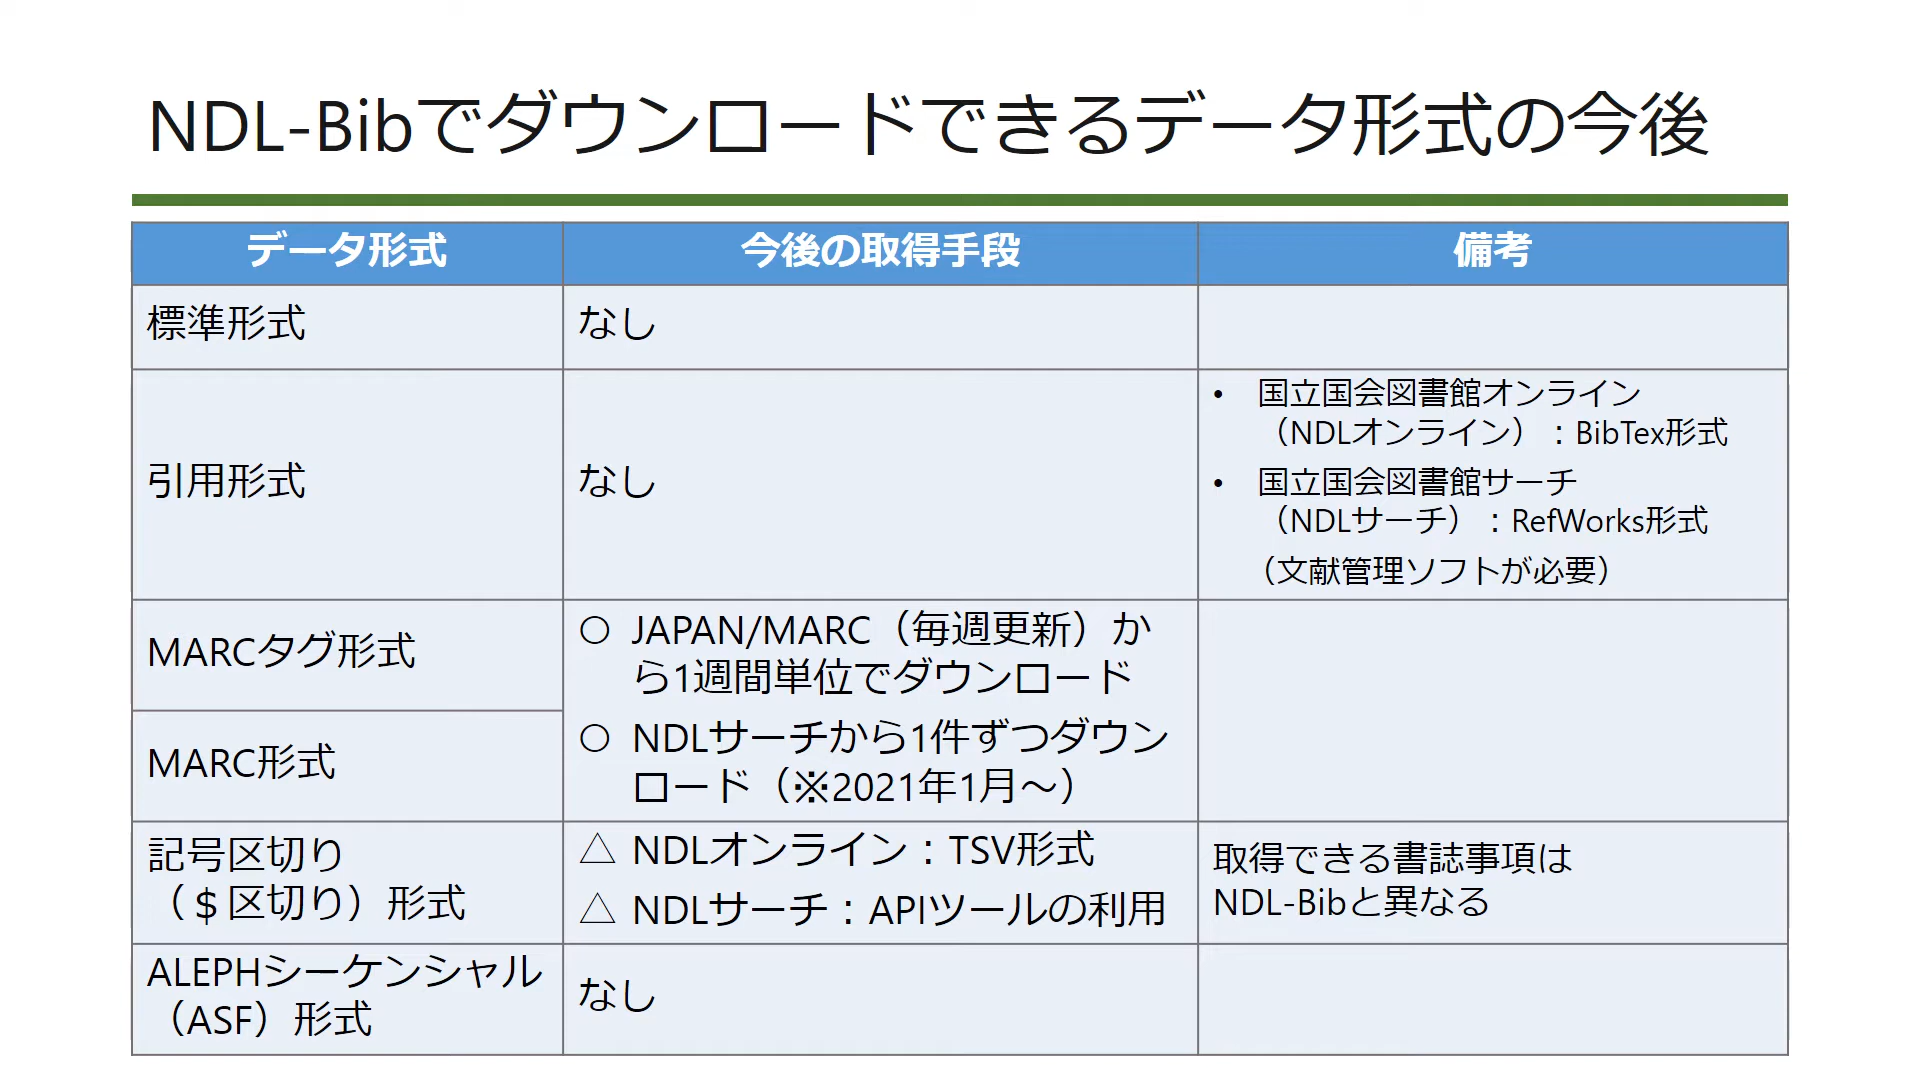 NDL-Bibでダウンロードできるデータ形式の今後
データ形式
今後の取得手段
備考
標準形式
なし
引用形式
なし
• 国立国会図書館オンライン
（NDLオンライン）：BibTex形式
• 国立国会図書館サーチ
（NDLサーチ）：RefWorks形式
（文献管理ソフトが必要）
MARCタグ形式
MARC形式
○ JAPAN/MARC（毎週更新）か
ら1週間単位でダウンロード
○ NDLサーチから1件ずつダウン
ロード（※2021年1月～）
記号区切り
（＄区切り）形式
△ NDLオンライン：TSV形式
△ NDLサーチ：APIツールの利用
取得できる書誌事項は
NDL-Bibと異なる
ALEPHシーケンシャル
（ASF）形式
なし